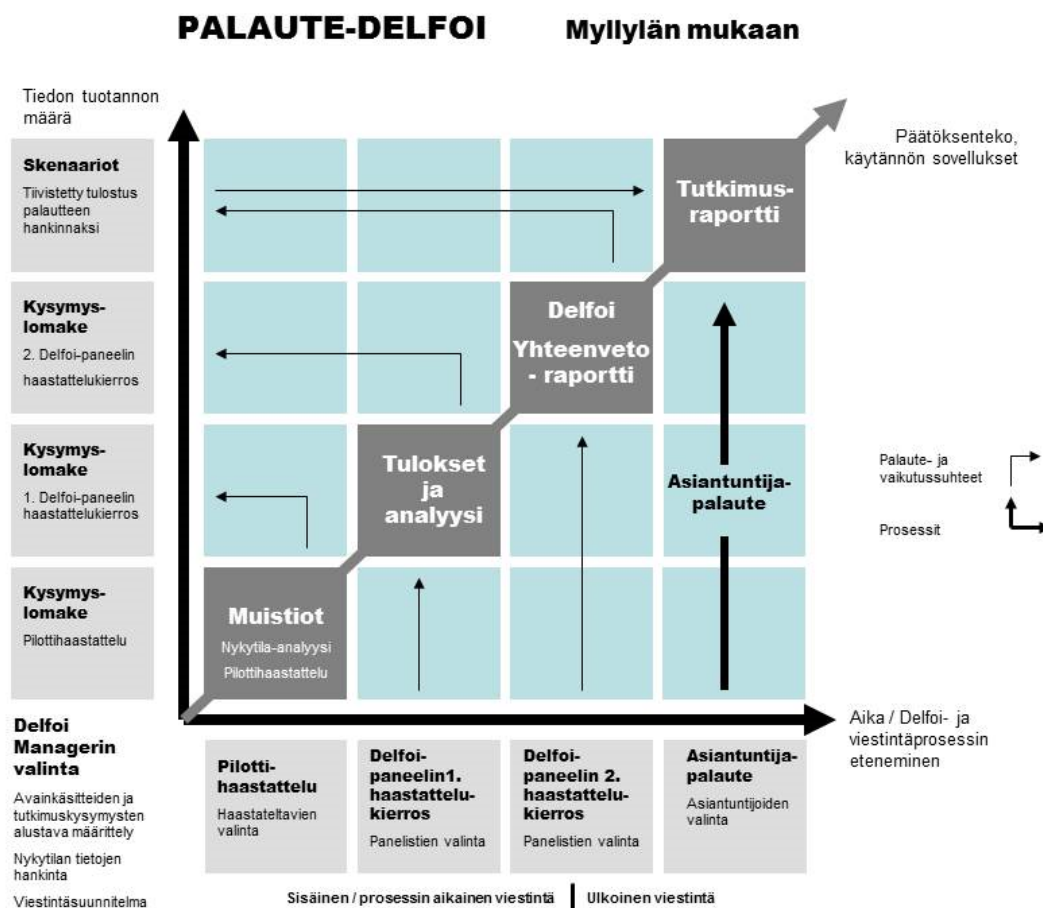 PALAUTE-DELFOI Myllylän mukaan
Tiedon tuotannon
määrä
Päätöksenteko,
käytännön sovellukset
Skenaariot
Tiivistetty tulostus
palautteen
hankinnaksi
Tutkimus-
raportti
Kysymys-
lomake
2. Delfoi-paneelin
haastattelukierros
Delfoi
Yhteenveto
- raportti
Kysymys-
lomake
1. Delfoi-paneelin
haastattelukierros
Tulokset
ja
analyysi
Asiantuntija-
palaute
Palaute- ja
vaikutussuhteet
Prosessit
Kysymys-
lomake
Pilottihaastattelu
Muistiot
Nykytila-analyysi
Pilottihaastattelu
Aika / Delfoi- ja
viestintäprosessin
eteneminen
Delfoi
Managerin
valinta
Avainkäsitteiden ja
tutkimuskysymysten
alustava määrittely
Nykytilan tietojen
hankinta
Viestintäsuunnitelma
Pilotti-
haastattelu
Haastateltavien
valinta
Delfoi-
paneelin1.
haastattelu-
kierros
Panelistien valinta
Delfoi-
paneelin 2.
haastattelu-
kierros
Panelistien valinta
Asiantuntija-
palaute
Asiantuntijoiden
valinta
Sisäinen / prosessin aikainen viestintä
Ulkoinen viestintä